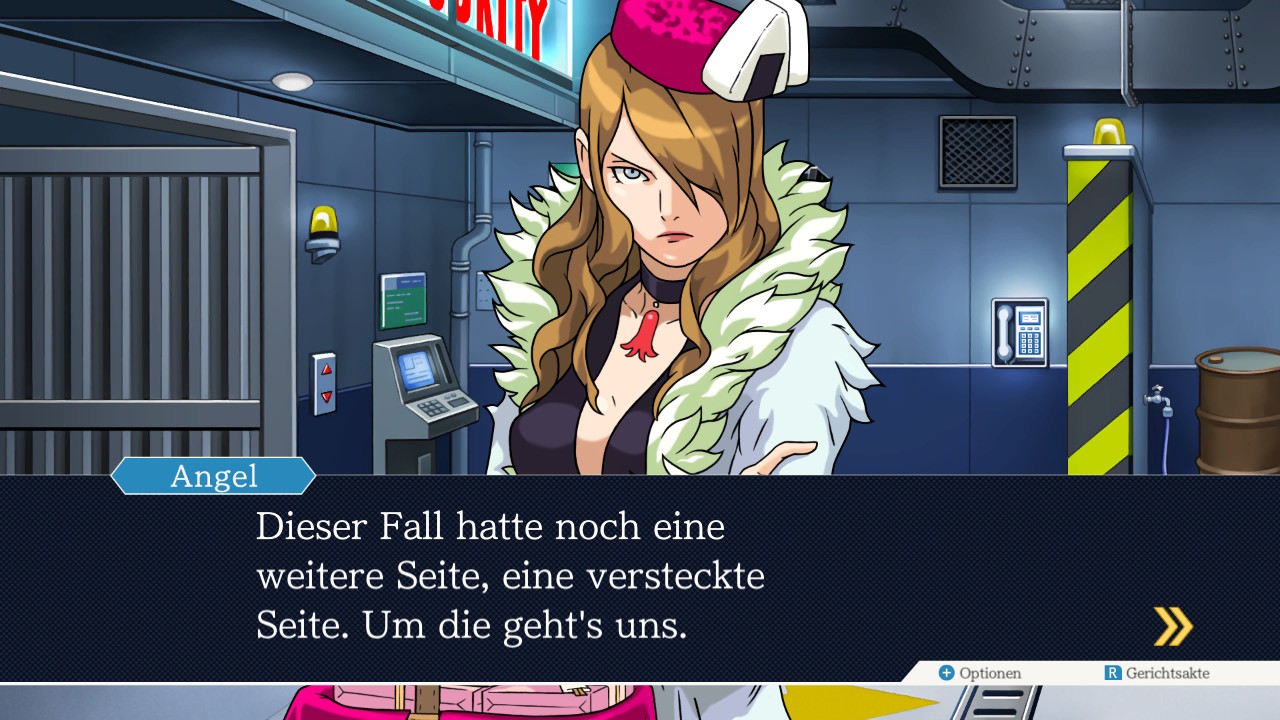 Angel
Dieser Fall hatte noch eine
weitere Seite, eine versteckte
Seite. Um die geht's uns.
+ Optionen
R Gerichtsakte